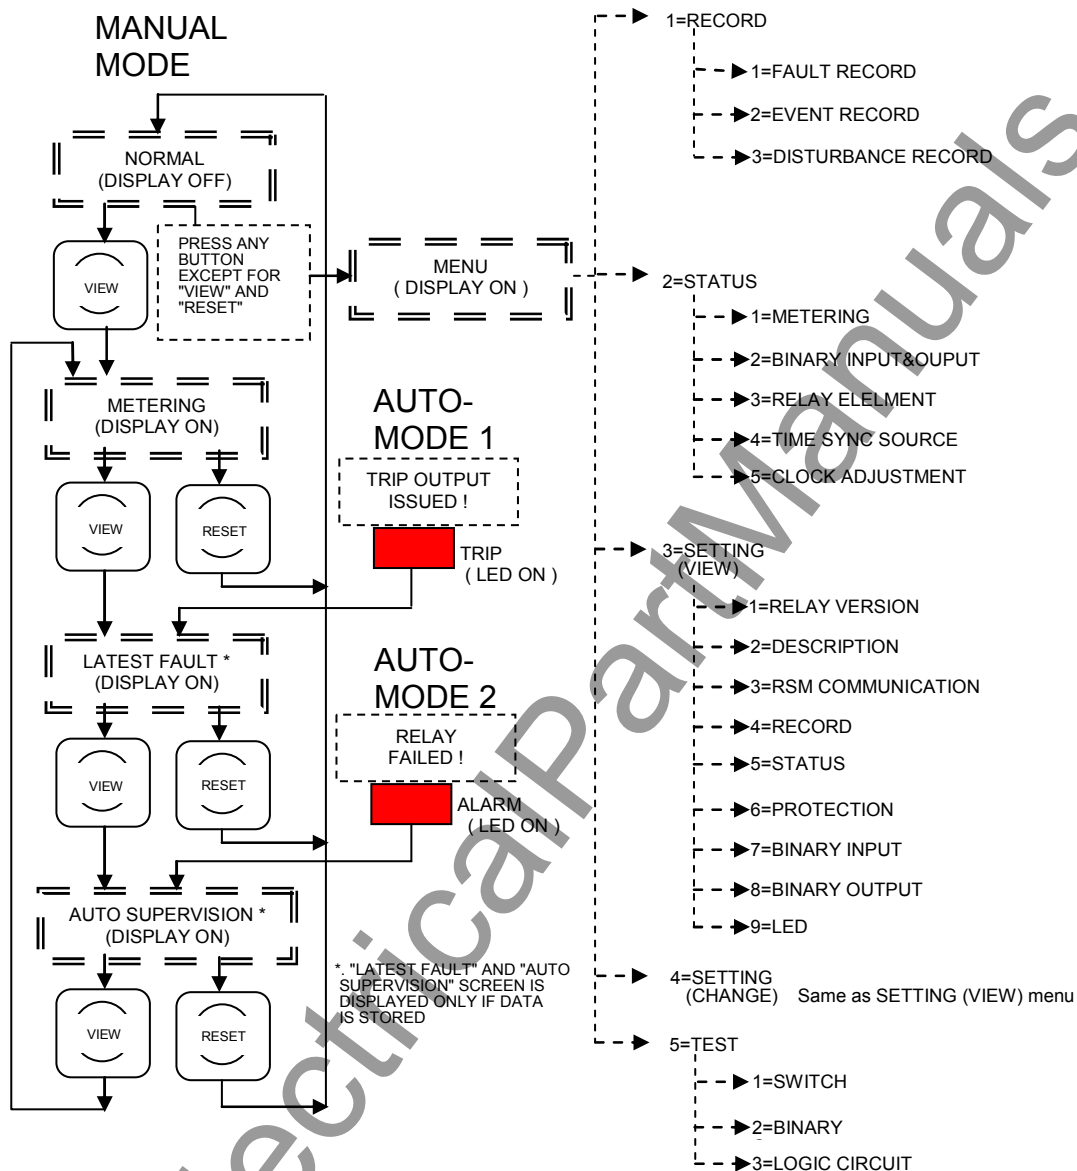 MANUAL
MODE
NORMAL
(DISPLAY OFF)
VIEW
PRESS ANY
BUTTON
EXCEPT FOR
"VIEW" AND
"RESET"
MENU
( DISPLAY ON )
METERING
(DISPLAY ON)
VIEW
RESET
AUTO-
MODE 1
TRIP OUTPUT
ISSUED !
TRIP
( LED ON )
LATEST FAULT *
(DISPLAY ON)
VIEW
RESET
AUTO-
MODE 2
RELAY
FAILED !
ALARM
( LED ON )
AUTO SUPERVISION *
(DISPLAY ON)
VIEW
RESET
*. "LATEST FAULT" AND "AUTO
SUPERVISION" SCREEN IS
DISPLAYED ONLY IF DATA
IS STORED
1=RECORD
1=FAULT RECORD
2=EVENT RECORD
3=DISTURBANCE RECORD
2=STATUS
1=METERING
2=BINARY INPUT&OUPUT
3=RELAY ELELMENT
4=TIME SYNC SOURCE
5=CLOCK ADJUSTMENT
3=SETTING
(VIEW)
1=RELAY VERSION
2=DESCRIPTION
3=RSM COMMUNICATION
4=RECORD
5=STATUS
6=PROTECTION
7=BINARY INPUT
8=BINARY OUTPUT
9=LED
4=SETTING
(CHANGE) Same as SETTING (VIEW) menu
5=TEST
1=SWITCH
2=BINARY
3=LOGIC CIRCUIT
ectricalPartManuals